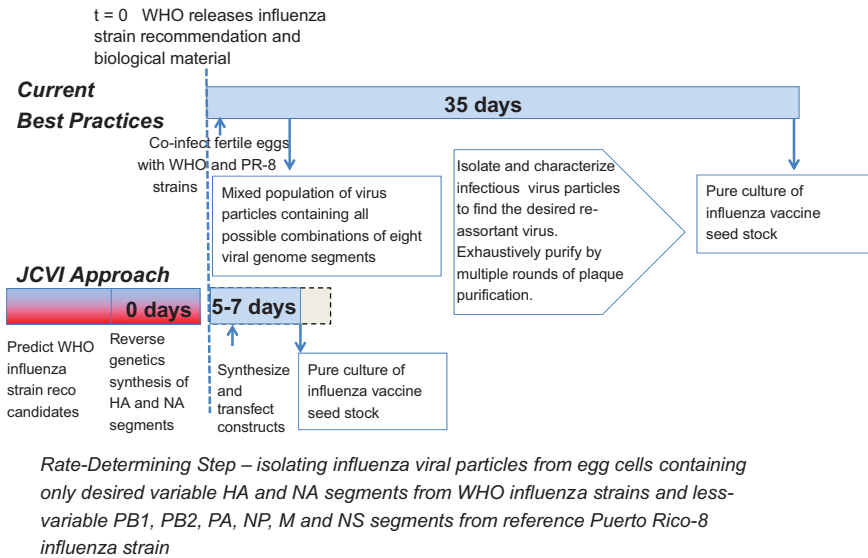 t = 0   WHO releases influenza
strain recommendation and
biological material
Current
Best Practices
35 days
Co-infect fertile eggs
with WHO and PR-8
strains
Mixed population of virus
particles containing all
possible combinations of eight
viral genome segments
Isolate and characterize
infectious  virus particles
to find the desired re-
assortant virus.
Exhaustively purify by
multiple rounds of plaque
purification.
Pure culture of
influenza vaccine
seed stock
JCVI Approach
0 days
5-7 days
Predict WHO
influenza
strain reco
candidates
Reverse
genetics
synthesis of
HA and NA
segments
Synthesize
and
transfect
constructs
Pure culture of
influenza vaccine
seed stock
Rate-Determining Step – isolating influenza viral particles from egg cells containing
only desired variable HA and NA segments from WHO influenza strains and less-
variable PB1, PB2, PA, NP, M and NS segments from reference Puerto Rico-8
influenza strain